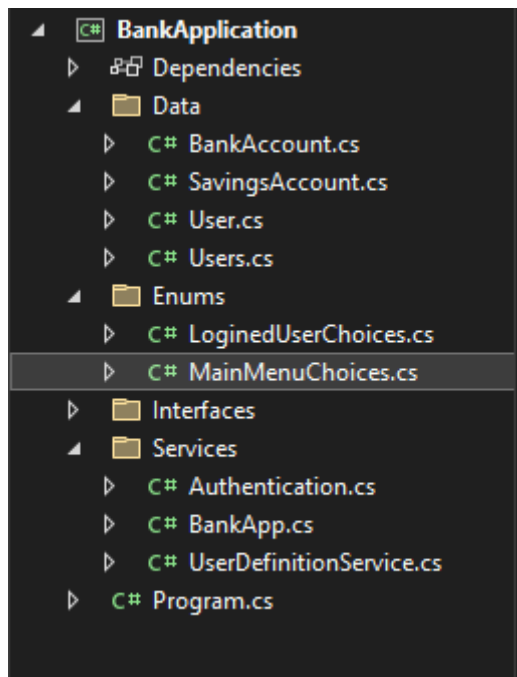 C# BankApplication
Dependencies
Data
C# BankAccount.cs
C# SavingsAccount.cs
C# User.cs
C# Users.cs
Enums
C# LoginedUserChoices.cs
C# MainMenuChoices.cs
Interfaces
Services
C# Authentication.cs
C# BankApp.cs
C# UserDefinitionService.cs
C# Program.cs